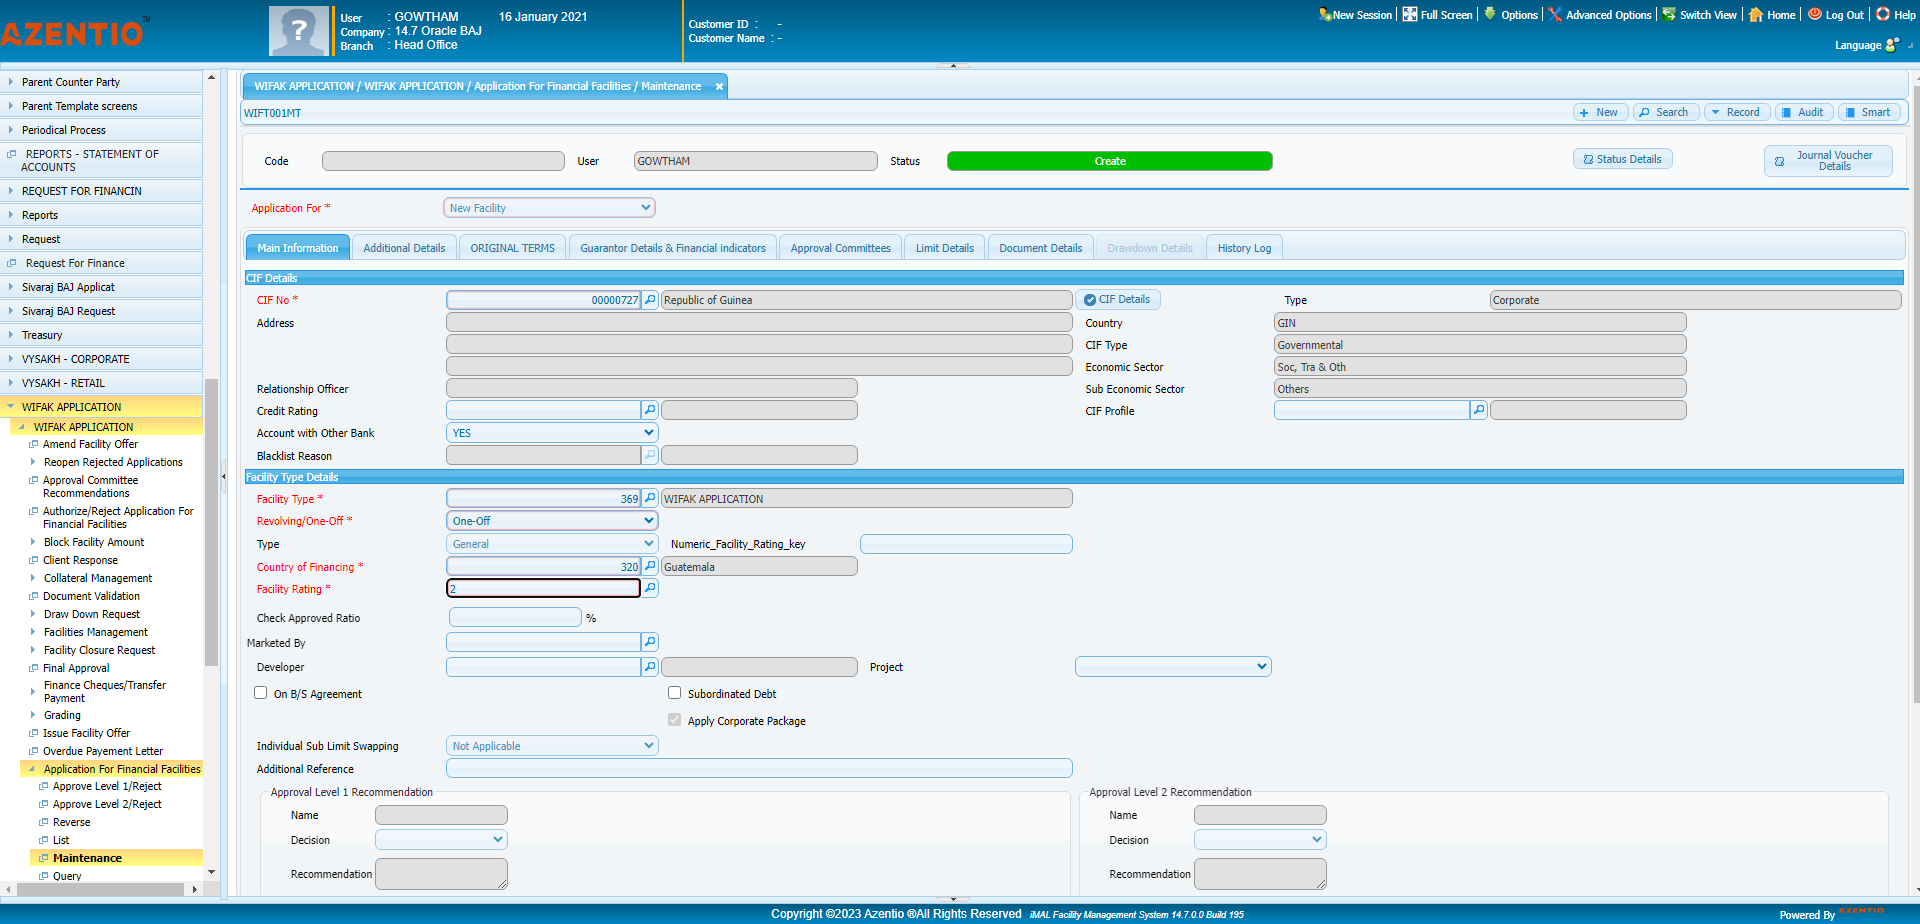 AZENTIO TM
User : GOWTHAM 16 January 2021
Company : 14.7 Oracle BAJ
Branch : Head Office
Customer ID : -
Customer Name : -
New Session Full Screen Options Advanced Options Switch View Home Log Out Help
Language
Parent Counter Party
Parent Template screens
Periodical Process
REPORTS - STATEMENT OF
ACCOUNTS
REQUEST FOR FINANCIN
Reports
Request
Request For Finance
Sivaraj BAJ Applicat
Sivaraj BAJ Request
Treasury
VYSAKH - CORPORATE
VYSAKH - RETAIL
WIFAK APPLICATION
WIFAK APPLICATION
Amend Facility Offer
Reopen Rejected Applications
Approval Committee
Recommendations
Authorize/Reject Application For
Financial Facilities
Block Facility Amount
Client Response
Collateral Management
Document Validation
Draw Down Request
Facilities Management
Facility Closure Request
Final Approval
Finance Cheques/Transfer
Payment
Grading
Issue Facility Offer
Overdue Payement Letter
Application For Financial Facilities
Approve Level 1/Reject
Approve Level 2/Reject
Reverse
List
Maintenance
Query
WIFAK APPLICATION / WIFAK APPLICATION / Application For Financial Facilities / Maintenance
WIFT001MT
New Search Record Audit Smart
Code User GOWTHAM Status Create
Status Details
Journal Voucher
Details
Application For * New Facility
Main Information Additional Details ORIGINAL TERMS Guarantor Details & Financial indicators Approval Committees Limit Details Document Details Drawdown Details History Log
CIF Details
CIF No * 00000727 Republic of Guinea CIF Details Type Corporate
Address Country GIN
CIF Type Governmental
Economic Sector Soc, Tra & Oth
Relationship Officer Sub Economic Sector Others
Credit Rating CIF Profile
Account with Other Bank YES
Blacklist Reason
Facility Type Details
Facility Type * 369 WIFAK APPLICATION
Revolving/One-Off * One-Off
Type General Numeric_Facility_Rating_key
Country of Financing * 320 Guatemala
Facility Rating * 2
Check Approved Ratio %
Marketed By
Developer Project
On B/S Agreement Subordinated Debt
Apply Corporate Package
Individual Sub Limit Swapping Not Applicable
Additional Reference
Approval Level 1 Recommendation Approval Level 2 Recommendation
Name Name
Decision Decision
Recommendation Recommendation
Copyright ©2023 Azentio ®All Rights Reserved iMAL Facility Management System 14.7.0.0 Build 195
Powered By AZENTIO